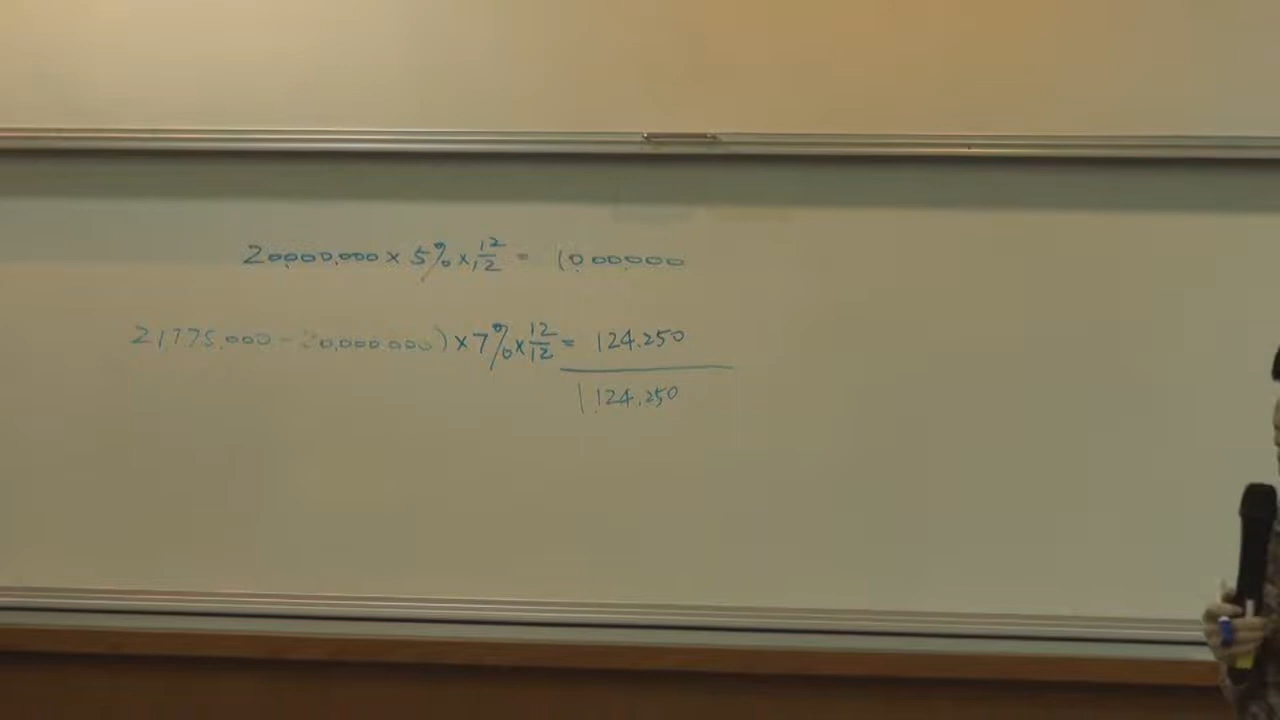 20,000,000 × 5% × 12/12 = 1,000,000
21,775,000 - 20,000,000) × 7% × 12/12 = 124,250
1,124,250